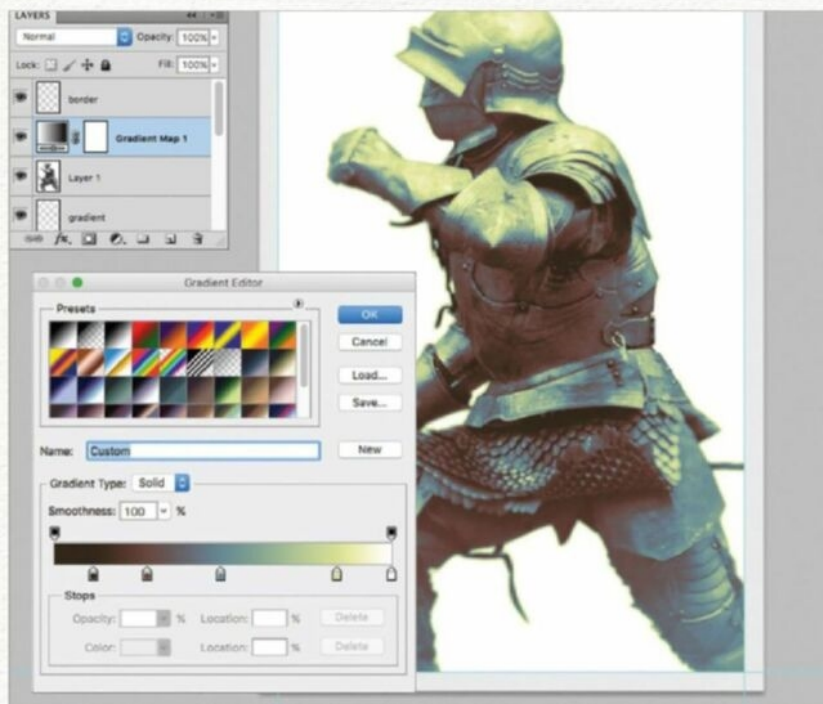 LAYERS
Normal Opacity: 100%
Lock: Fill: 100%
border
Gradient Map 1
Layer 1
gradient
fx.
Gradient Editor
Presets
OK
Cancel
Load...
Save...
Name: Custom New
Gradient Type: Solid
Smoothness: 100 %
Stops
Opacity: % Location: % Delete
Color: Location: % Delete